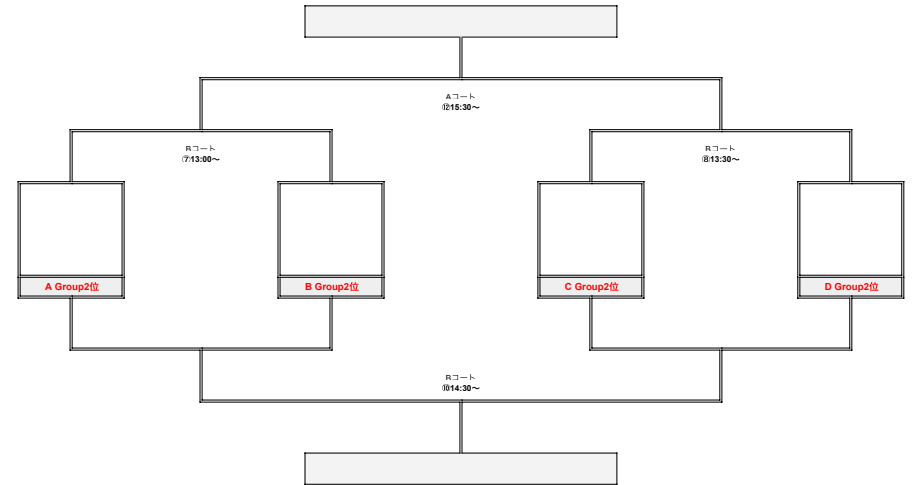 Aコート
⑫15:30～
Bコート
⑦13:00～
Bコート
⑧13:30～
A Group2位
B Group2位
C Group2位
D Group2位
Bコート
⑩14:30～